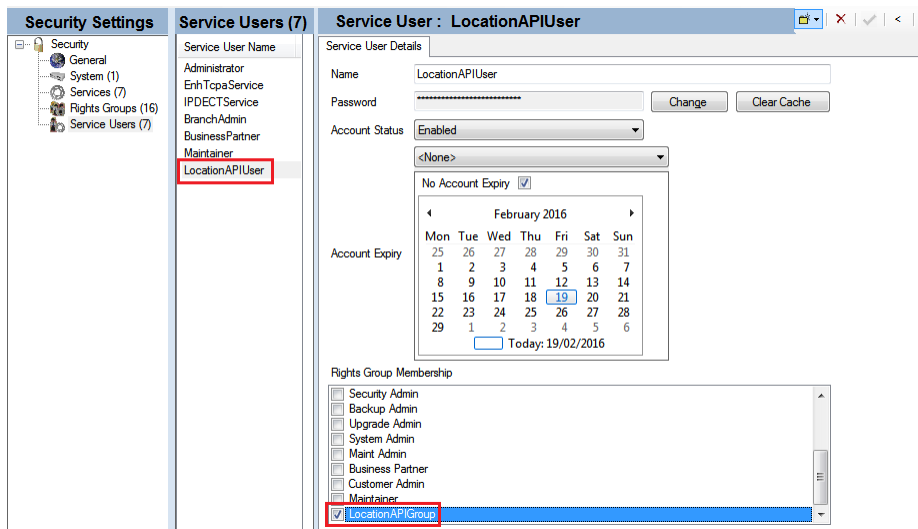 Security Settings
Security
General
System (1)
Services (7)
Rights Groups (16)
Service Users (7)
Service Users (7)
Service User Name
Administrator
EnhTcpaService
IPDECTService
BranchAdmin
BusinessPartner
Maintainer
LocationAPIUser
Service User : LocationAPIUser
Service User Details
Name LocationAPIUser
Password **************************** Change Clear Cache
Account Status Enabled
<None>
No Account Expiry
February 2016
Mon Tue Wed Thu Fri Sat Sun
25 26 27 28 29 30 31
1 2 3 4 5 6 7
8 9 10 11 12 13 14
15 16 17 18 19 20 21
22 23 24 25 26 27 28
29 1 2 3 4 5 6
Today: 19/02/2016
Account Expiry
Rights Group Membership
Security Admin
Backup Admin
Upgrade Admin
System Admin
Maint Admin
Business Partner
Customer Admin
Maintainer
LocationAPIGroup